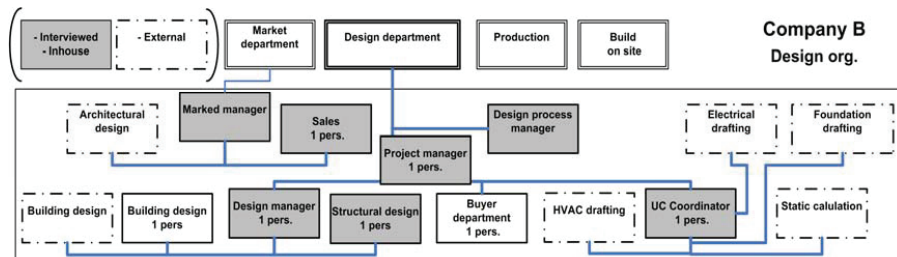 - Interviewed
- Inhouse
- External
Market
department
Design department
Production
Build
on site
Company B
Design org.
Architectural
design
Marked manager
Sales
1 pers.
Design process
manager
Electrical
drafting
Foundation
drafting
Project manager
1 pers.
Building design
Building design
1 pers
Design manager
1 pers.
Structural design
1 pers
Buyer
department
1 pers.
HVAC drafting
UC Coordinator
1 pers.
Static calulation